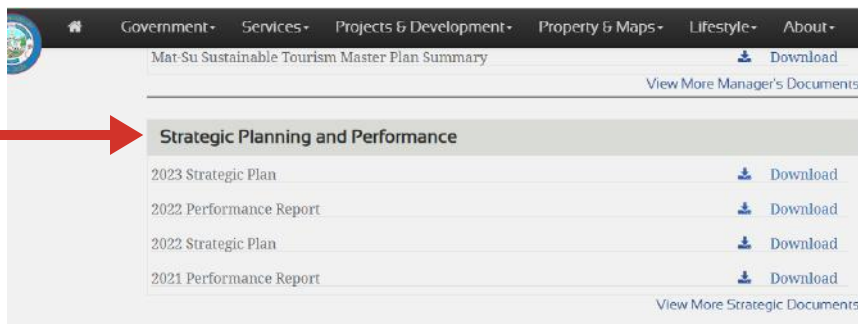 Government Services Projects & Development Property & Maps Lifestyle About
Mat-Su Sustainable Tourism Master Plan Summary Download
View More Manager's Documents
Strategic Planning and Performance
2023 Strategic Plan Download
2022 Performance Report Download
2022 Strategic Plan Download
2021 Performance Report Download
View More Strategic Documents